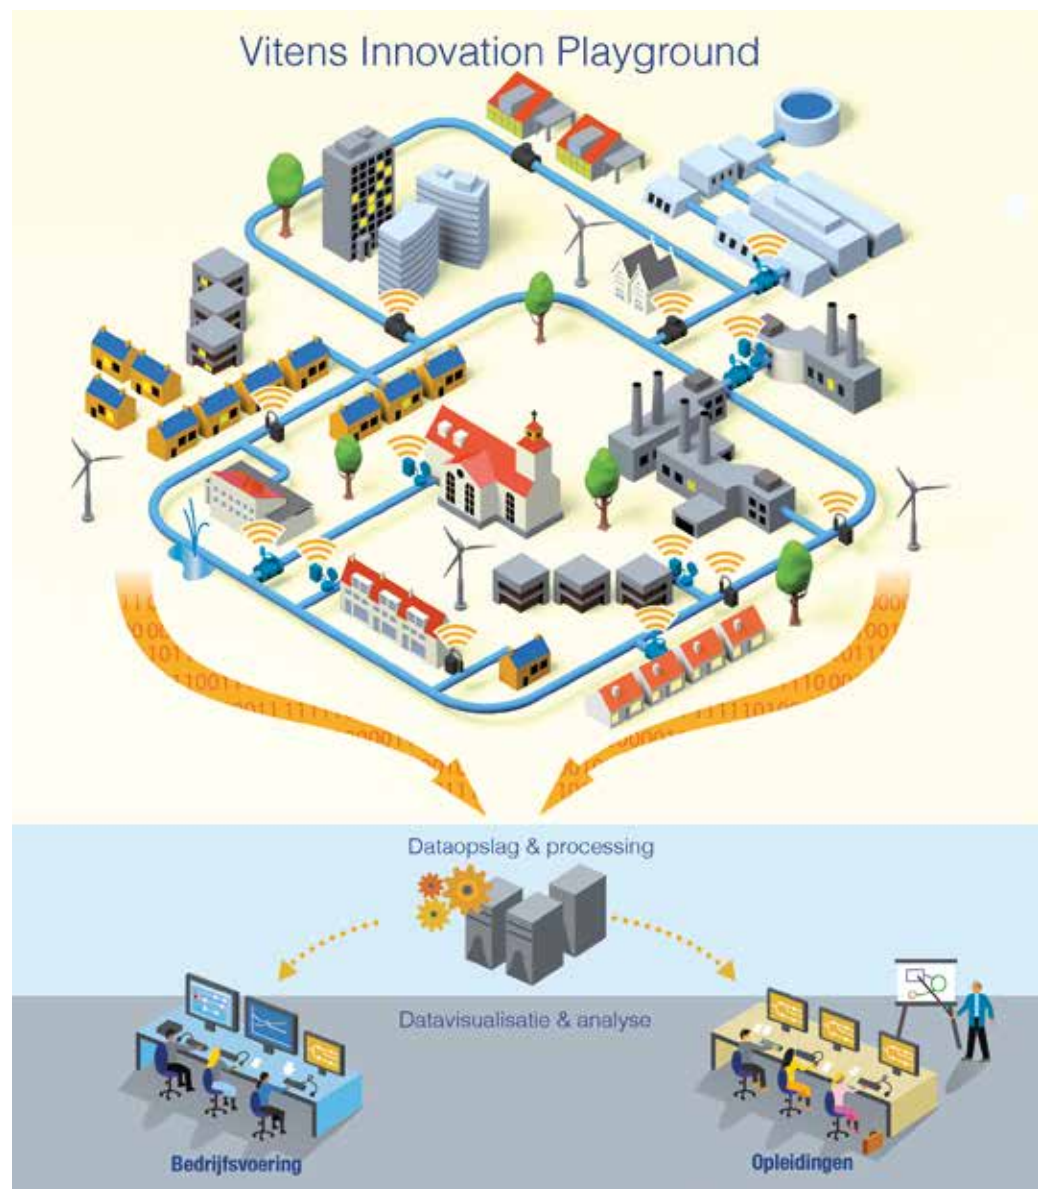 Vitens Innovation Playground
Dataopslag & processing
Datavisualisatie & analyse
Bedrijfsvoering
Opleidingen